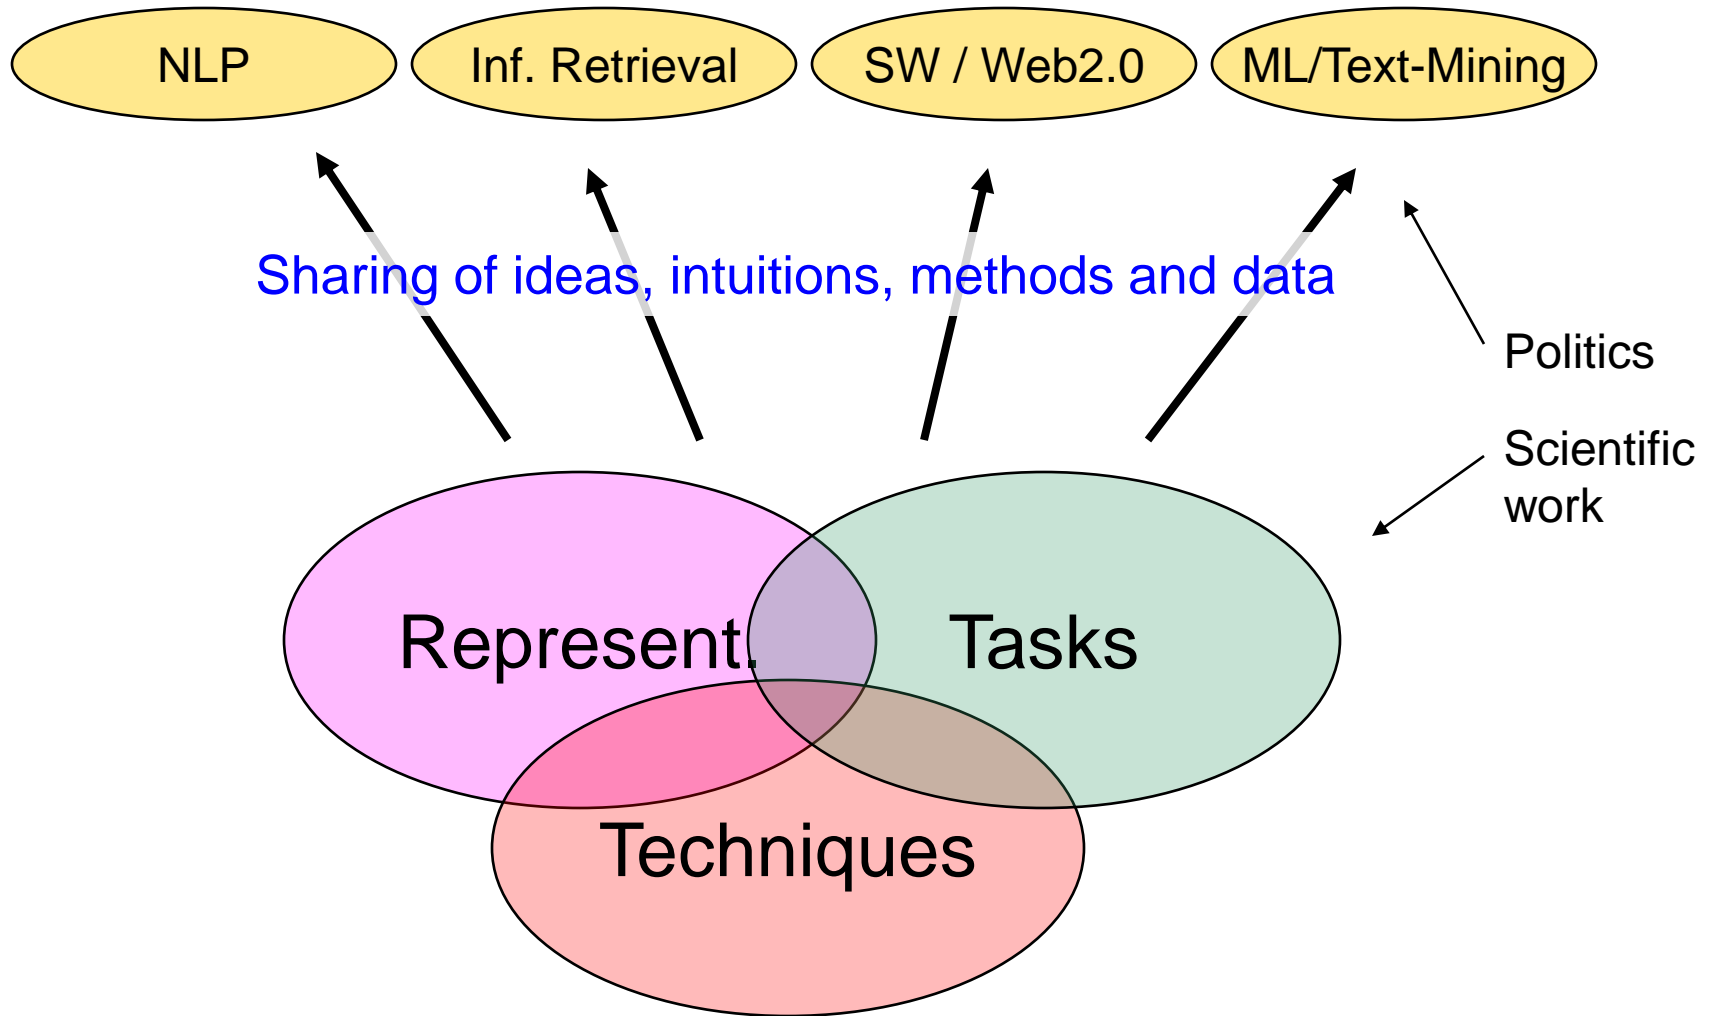 NLP
Inf. Retrieval
SW / Web2.0
ML/Text-Mining
Sharing of ideas, intuitions, methods and data
Politics
Scientific
work
Represent.
Tasks
Techniques